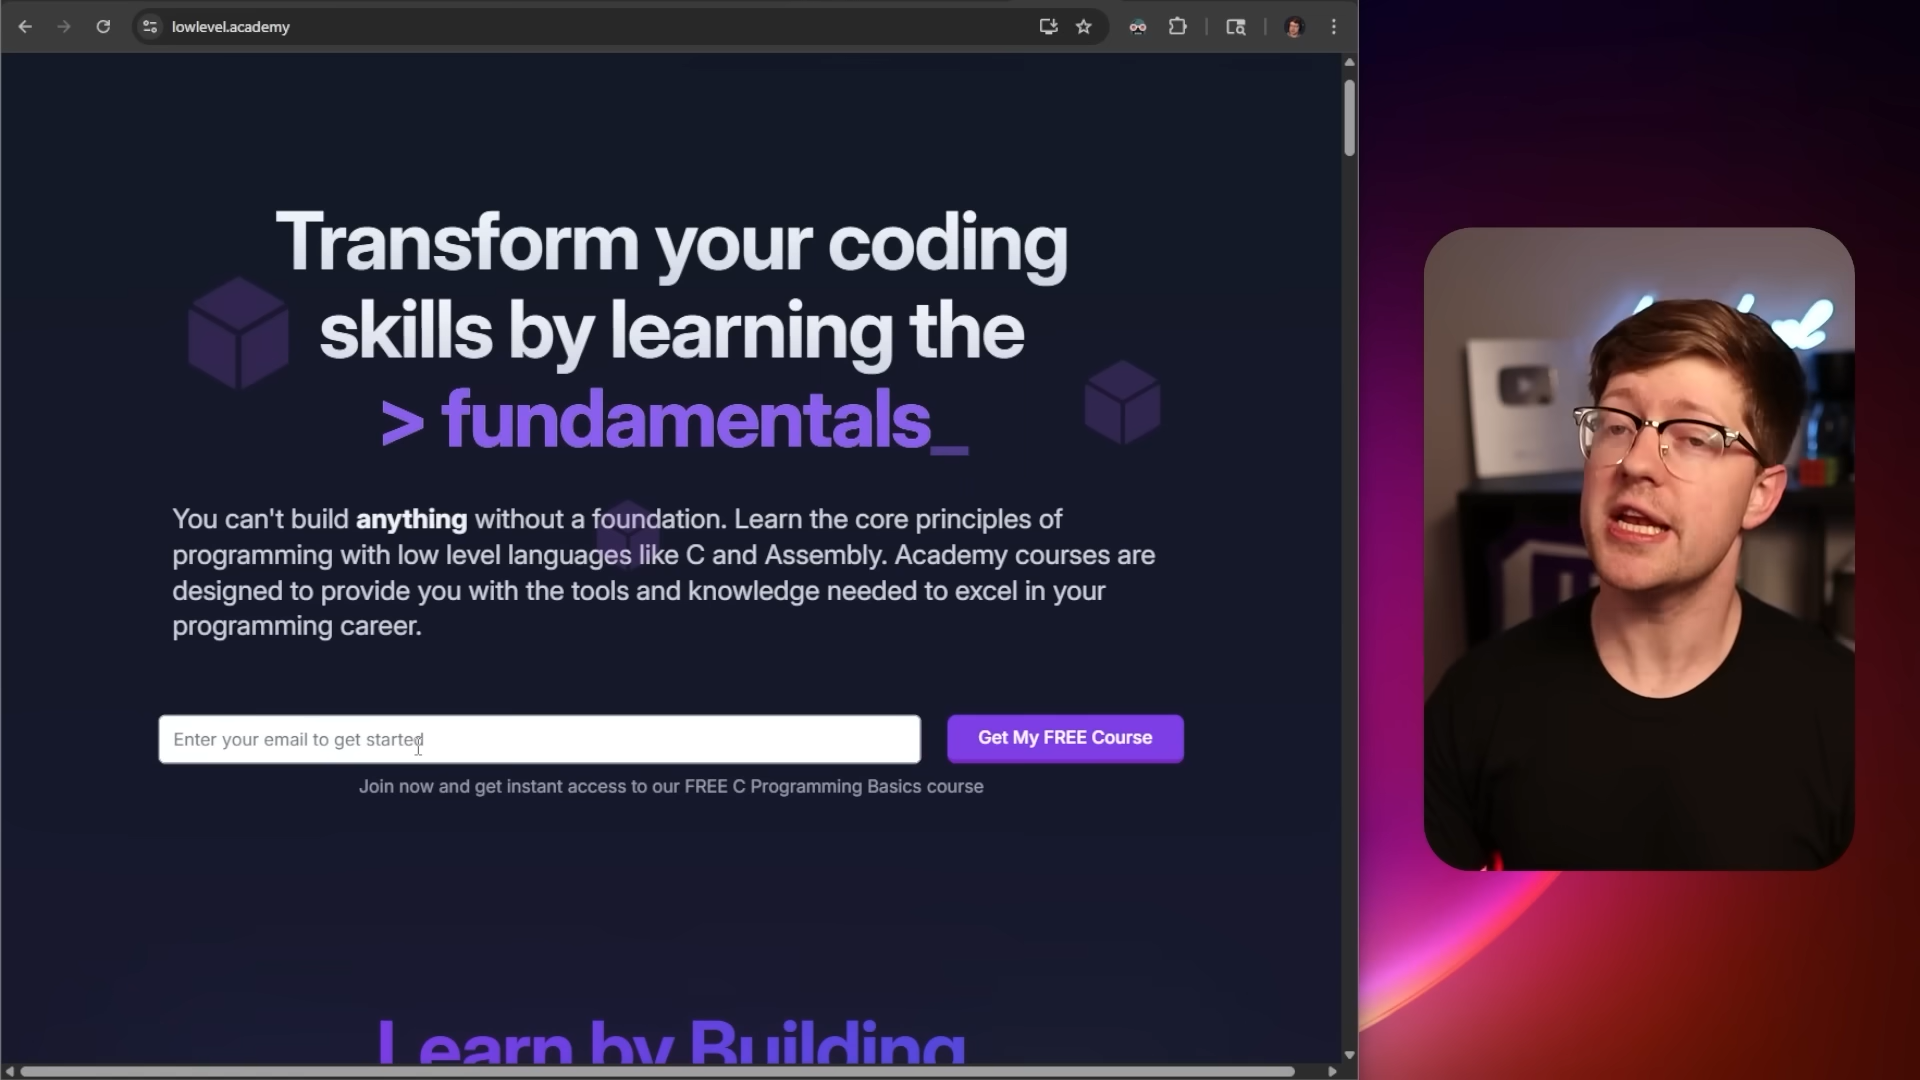 lowlevel.academy
Transform your coding
skills by learning the
> fundamentals_
You can't build anything without a foundation. Learn the core principles of
programming with low level languages like C and Assembly. Academy courses are
designed to provide you with the tools and knowledge needed to excel in your
programming career.
Enter your email to get started
Get My FREE Course
Join now and get instant access to our FREE C Programming Basics course
Learn by Building